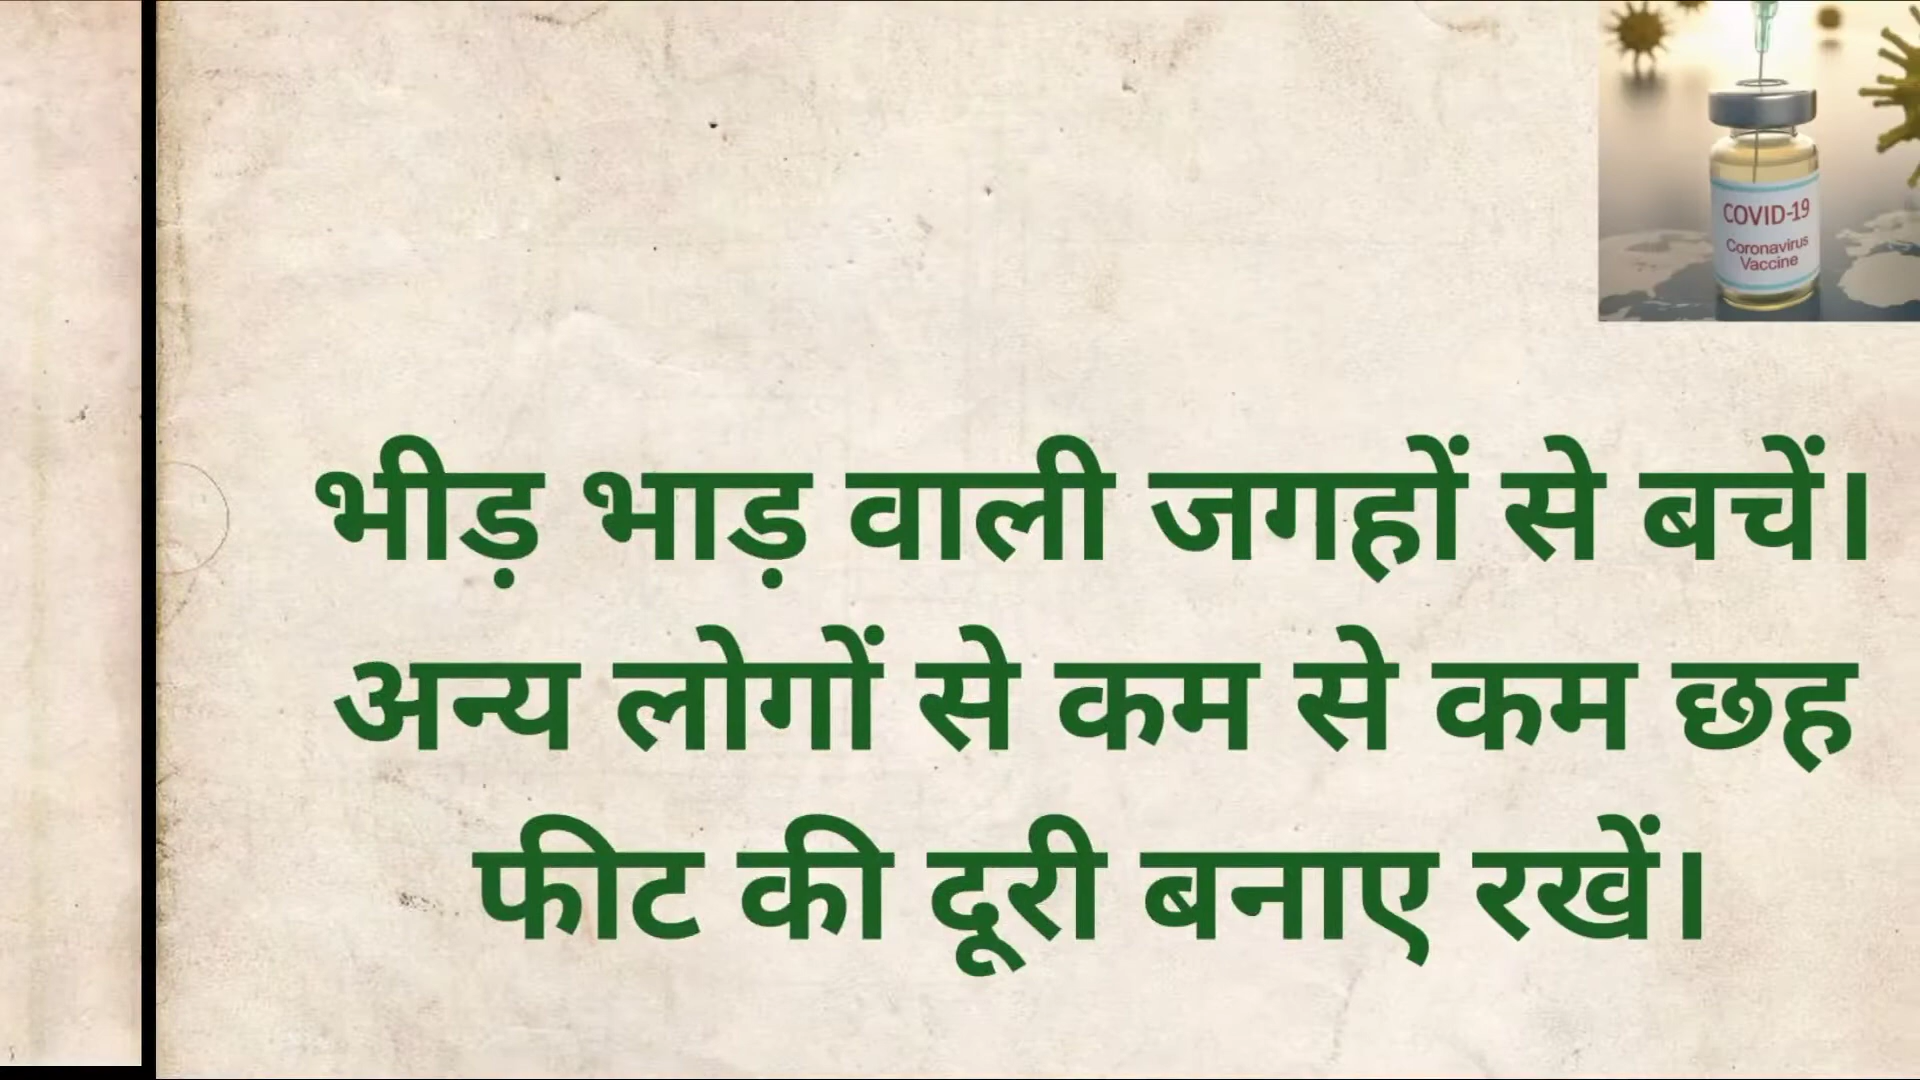 COVID-19
Coronavirus
Vaccine
भीड़ भाड़ वाली जगहों से बचें।
अन्य लोगों से कम से कम छह
फीट की दूरी बनाए रखें।